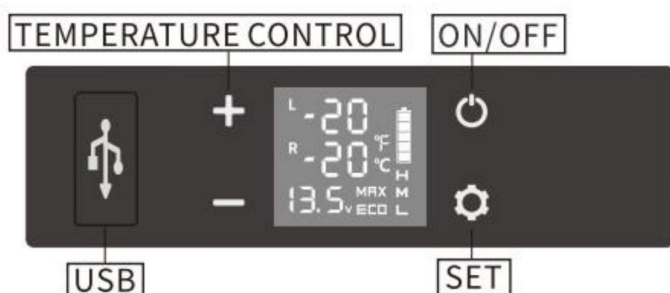 TEMPERATURE CONTROL ON/OFF
L -20
°F
R -20 °C
H
13.5v MAX M
ECO L
USB SET